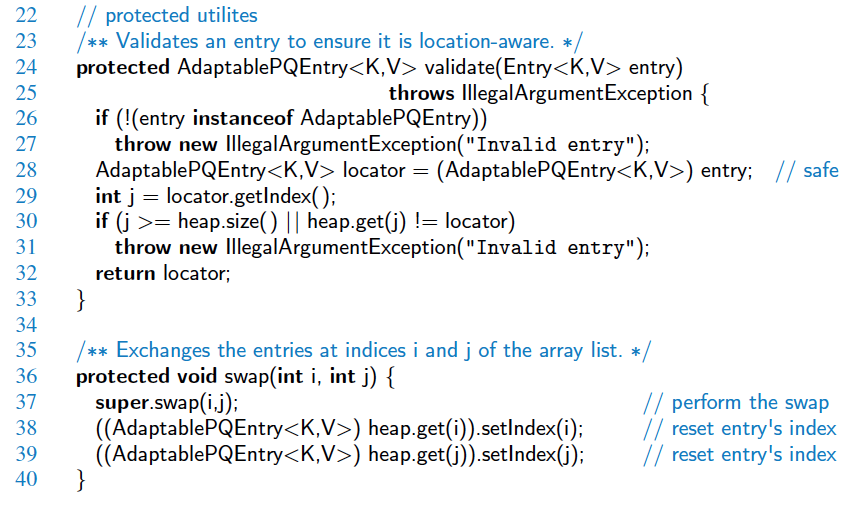 22 // protected utilites
23 /** Validates an entry to ensure it is location-aware. */
24 protected AdaptablePQEntry<K,V> validate(Entry<K,V> entry)
25 throws IllegalArgumentException {
26 if (!(entry instanceof AdaptablePQEntry))
27 throw new IllegalArgumentException("Invalid entry");
28 AdaptablePQEntry<K,V> locator = (AdaptablePQEntry<K,V>) entry; // safe
29 int j = locator.getIndex();
30 if (j >= heap.size() || heap.get(j) != locator)
31 throw new IllegalArgumentException("Invalid entry");
32 return locator;
33 }
34
35 /** Exchanges the entries at indices i and j of the array list. */
36 protected void swap(int i, int j) {
37 super.swap(i,j); // perform the swap
38 ((AdaptablePQEntry<K,V>) heap.get(i)).setIndex(i); // reset entry's index
39 ((AdaptablePQEntry<K,V>) heap.get(j)).setIndex(j); // reset entry's index
40 }